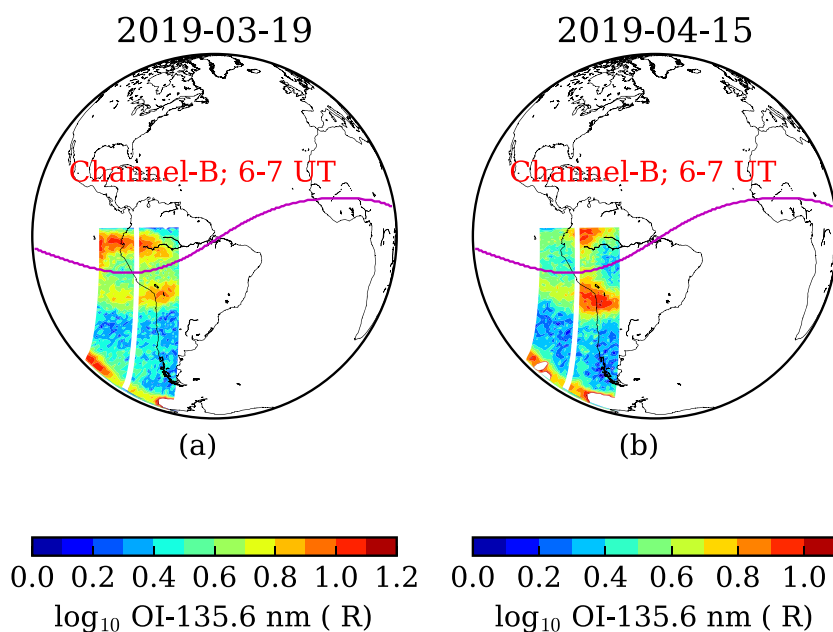 2019-03-19
2019-04-15
Channel-B; 6-7 UT
Channel-B; 6-7 UT
(a)
(b)
0.0 0.2 0.4 0.6 0.8 1.0 1.2
0.0 0.2 0.4 0.6 0.8 1.0
log₁₀ OI-135.6 nm ( R)
log₁₀ OI-135.6 nm ( R)